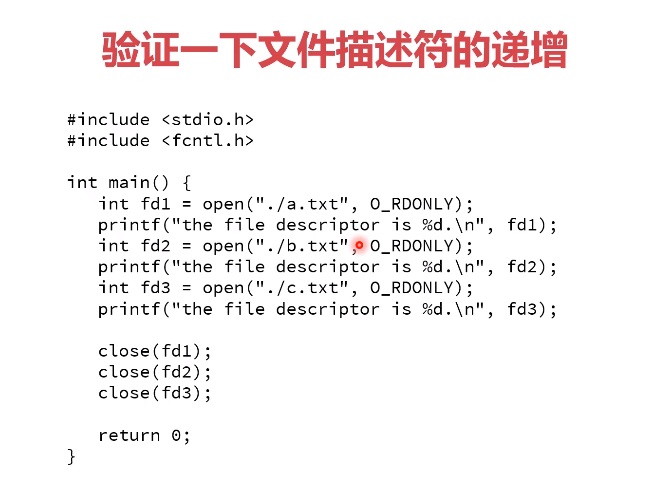 验证一下文件描述符的递增
#include <stdio.h>
#include <fcntl.h>
int main() {
int fd1 = open("./a.txt", O_RDONLY);
printf("the file descriptor is %d.\n", fd1);
int fd2 = open("./b.txt", O_RDONLY);
printf("the file descriptor is %d.\n", fd2);
int fd3 = open("./c.txt", O_RDONLY);
printf("the file descriptor is %d.\n", fd3);
close(fd1);
close(fd2);
close(fd3);
return 0;
}